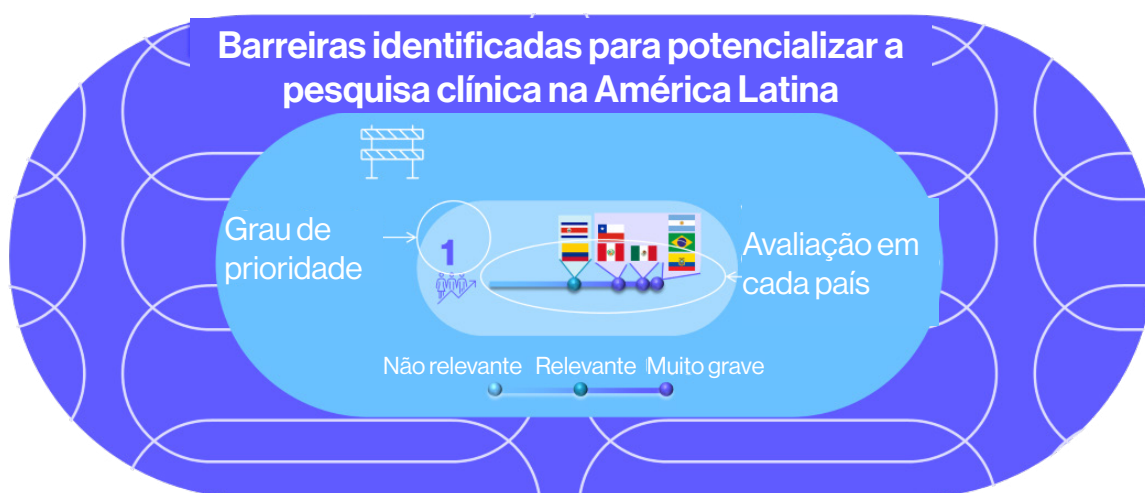 Barreiras identificadas para potencializar a
pesquisa clínica na América Latina
Grau de
prioridade
1
Avaliação em
cada país
Não relevante Relevante Muito grave